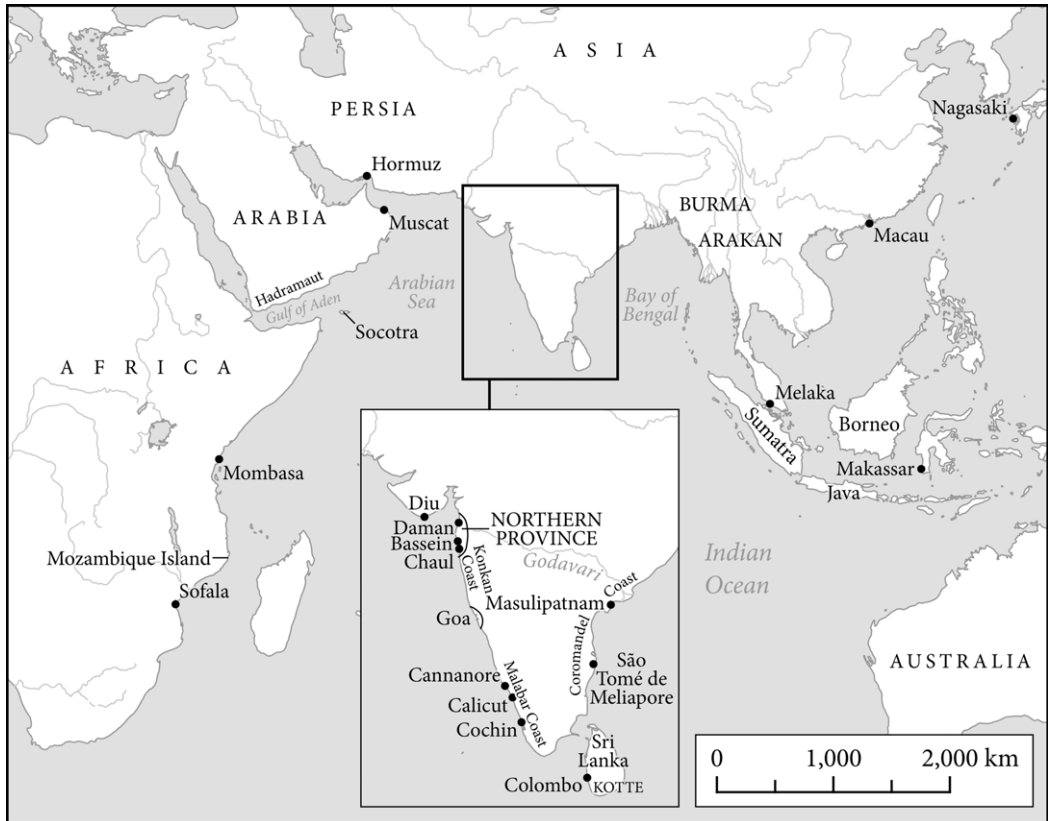 A S I A
PERSIA
Nagasaki
Hormuz
BURMA
ARABIA
Muscat
ARAKAN
Macau
Hadramaut
Gulf of Aden
Arabian
Sea
Bay of
Bengal
Socotra
A F R I C A
Melaka
Sumatra
Borneo
Makassar
Java
Mombasa
Mozambique Island
Sofala
Indian
Ocean
AUSTRALIA
Diu
Daman
Bassein
Chaul
NORTHERN
PROVINCE
Konkan
Coast
Godavari
Masulipatnam
Coromandel
Coast
Goa
São
Tomé de
Meliapore
Cannanore
Calicut
Cochin
Malabar Coast
Sri
Lanka
Colombo
KOTTE
0 1,000 2,000 km